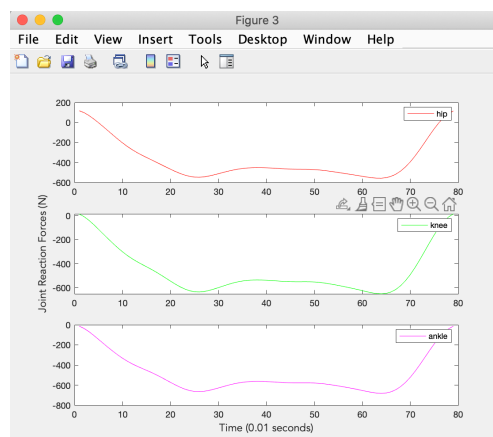 Figure 3
File Edit View Insert Tools Desktop Window Help
200
0
-200
-400
-600
hip
0 10 20 30 40 50 60 70 80
Joint Reaction Forces (N)
0
-200
-400
-600
knee
0 10 20 30 40 50 60 70 80
0
-200
-400
-600
-800
ankle
0 10 20 30 40 50 60 70 80
Time (0.01 seconds)